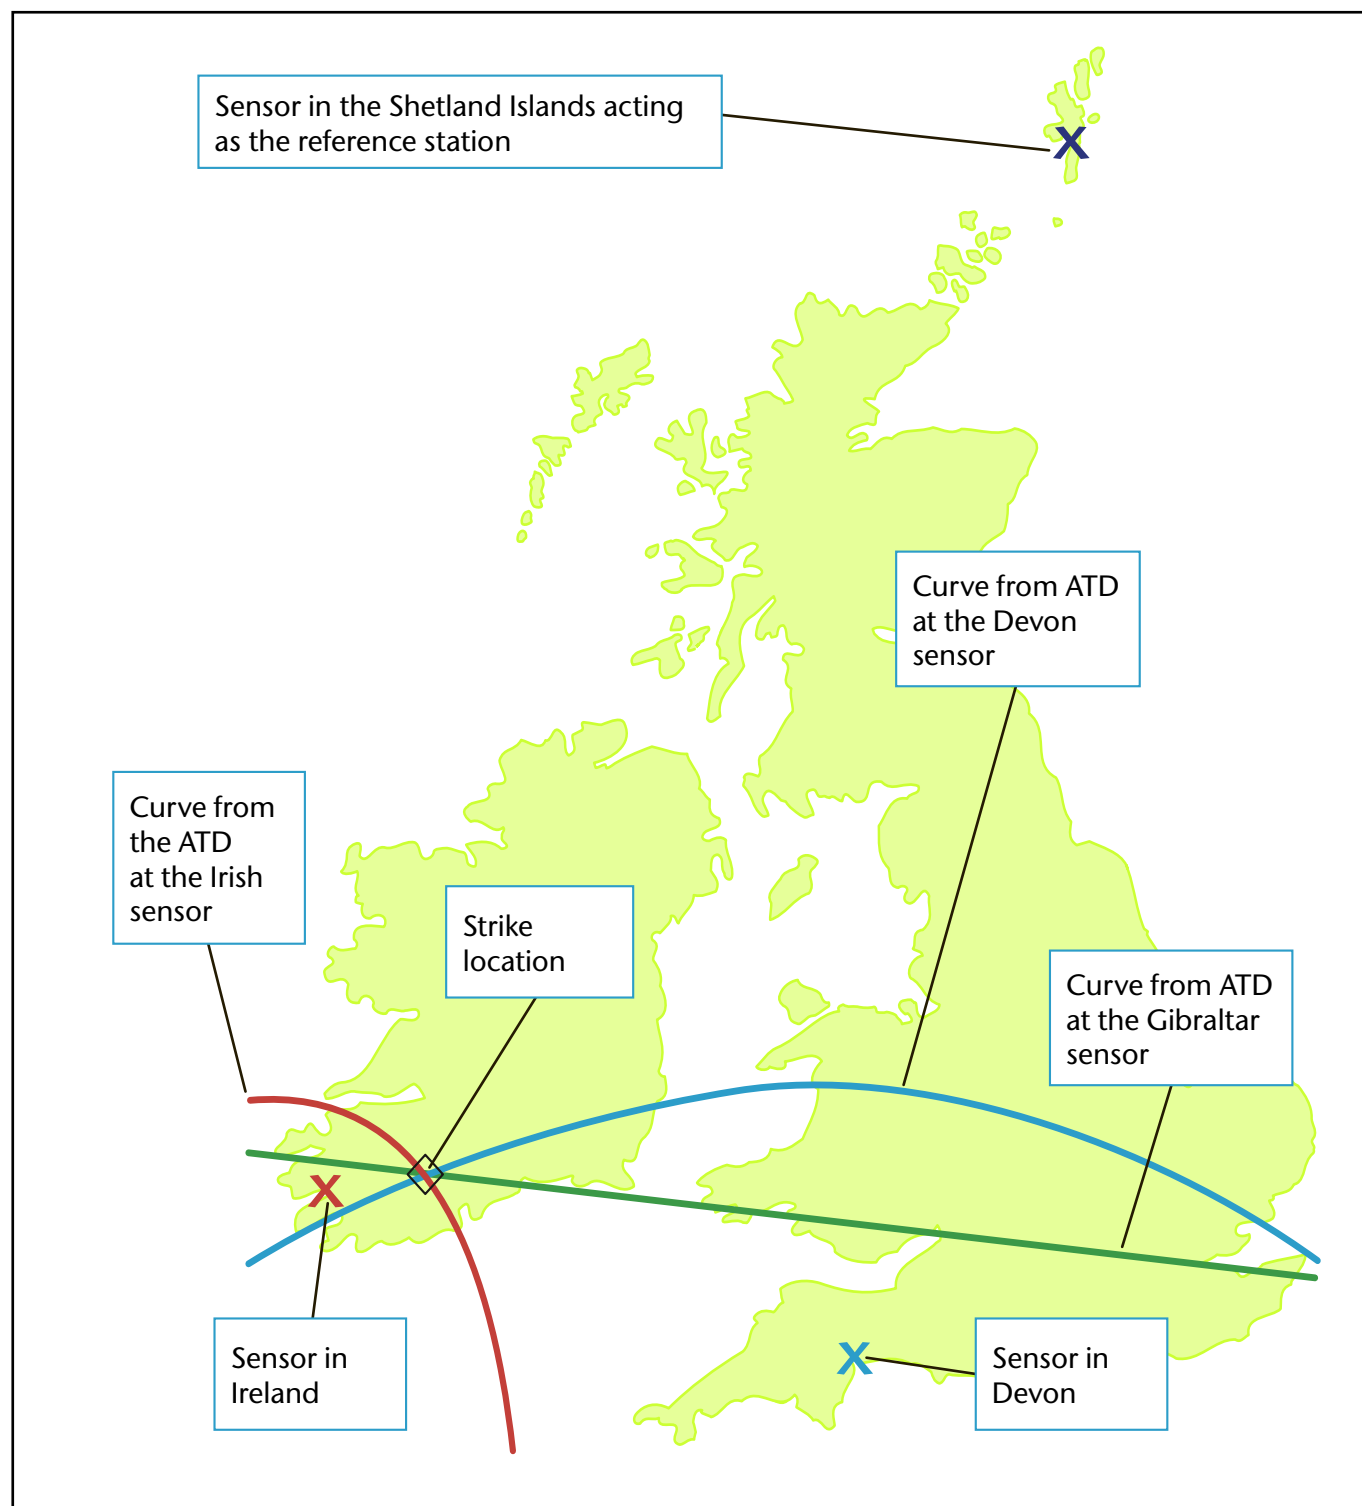 Sensor in the Shetland Islands acting
as the reference station
X
Curve from ATD
at the Devon
sensor
Curve from
the ATD
at the Irish
sensor
Strike
location
Curve from ATD
at the Gibraltar
sensor
X
Sensor in
Ireland
X
Sensor in
Devon